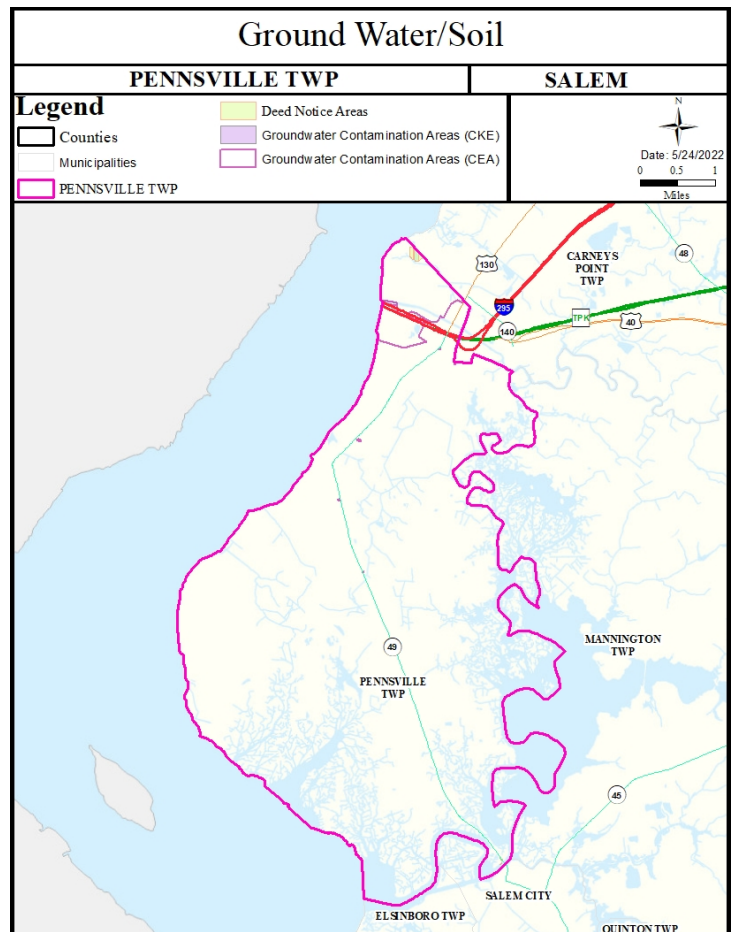 Ground Water/Soil
PENNSVILLE TWP
SALEM
Legend
Counties
Municipalities
PENNSVILLE TWP
Deed Notice Areas
Groundwater Contamination Areas (CKE)
Groundwater Contamination Areas (CEA)
N
Date: 5/24/2022
0 0.5 1
Miles
130
CARNEYS
POINT
TWP
48
295
140
TPK
40
49
PENNSVILLE
TWP
MANNINGTON
TWP
45
SALEM CITY
ELSINBORO TWP
QUINTON TWP